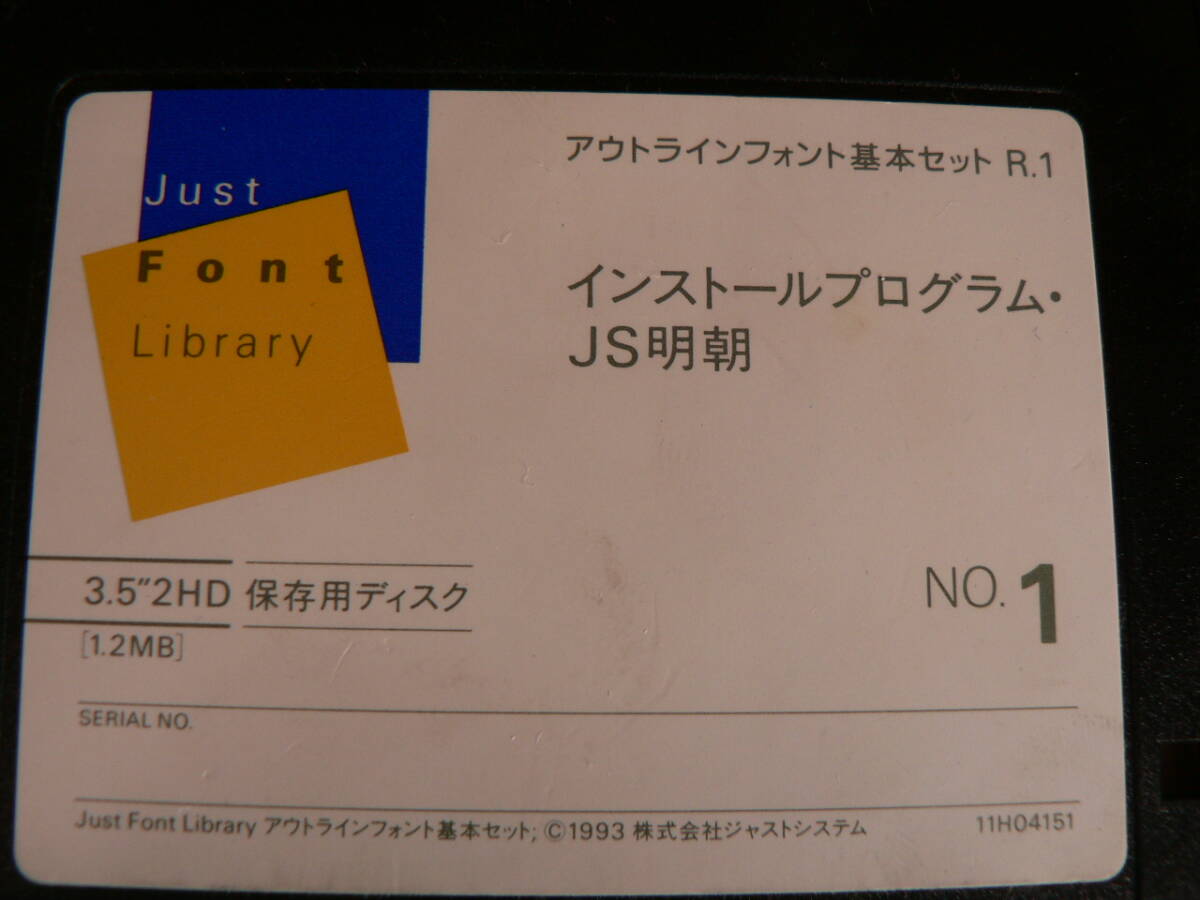 Just
Font
Library
アウトラインフォント基本セット R.1
インストールプログラム・
JS明朝
3.5"2HD 保存用ディスク
[1.2MB]
NO. 1
SERIAL NO.
Just Font Library アウトラインフォント基本セット; ©1993 株式会社ジャストシステム 11H04151